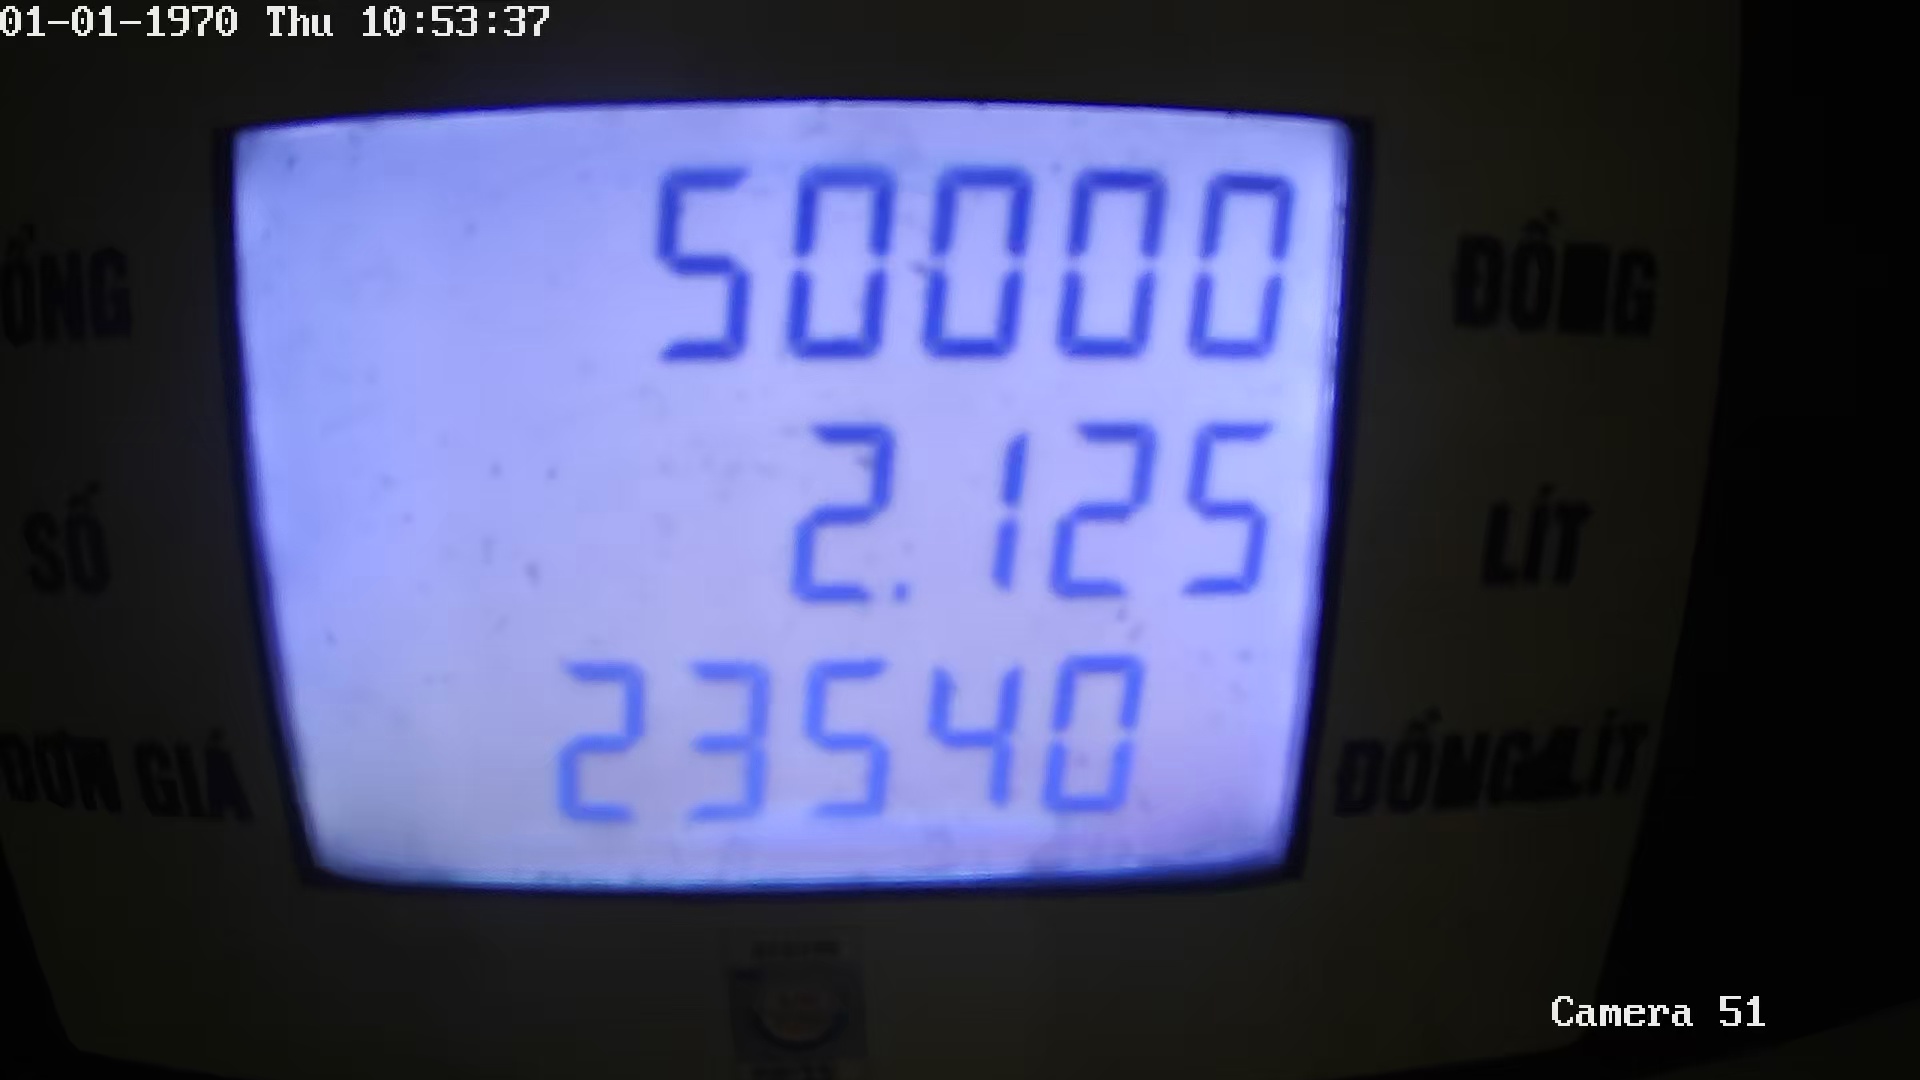 01-01-1970 Thu 10:53:37
50000
ĐỒNG
2.125
SỐ
LÍT
23540
ĐƠN GIÁ
ĐỒNG/LÍT
Camera 51